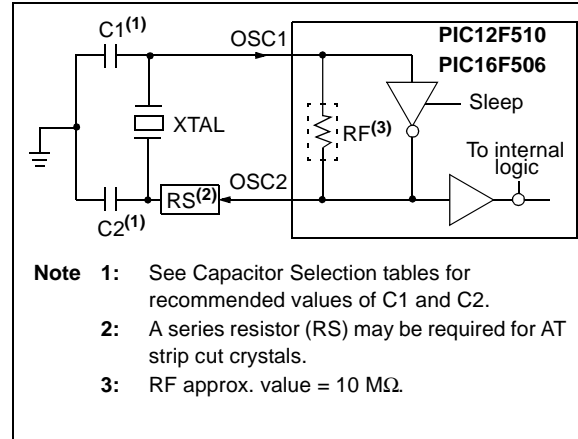 C1(1)
OSC1
PIC12F510
PIC16F506
Sleep
XTAL
RF(3)
To internal
logic
OSC2
RS(2)
C2(1)
Note 1: See Capacitor Selection tables for
recommended values of C1 and C2.
2: A series resistor (RS) may be required for AT
strip cut crystals.
3: RF approx. value = 10 MΩ.